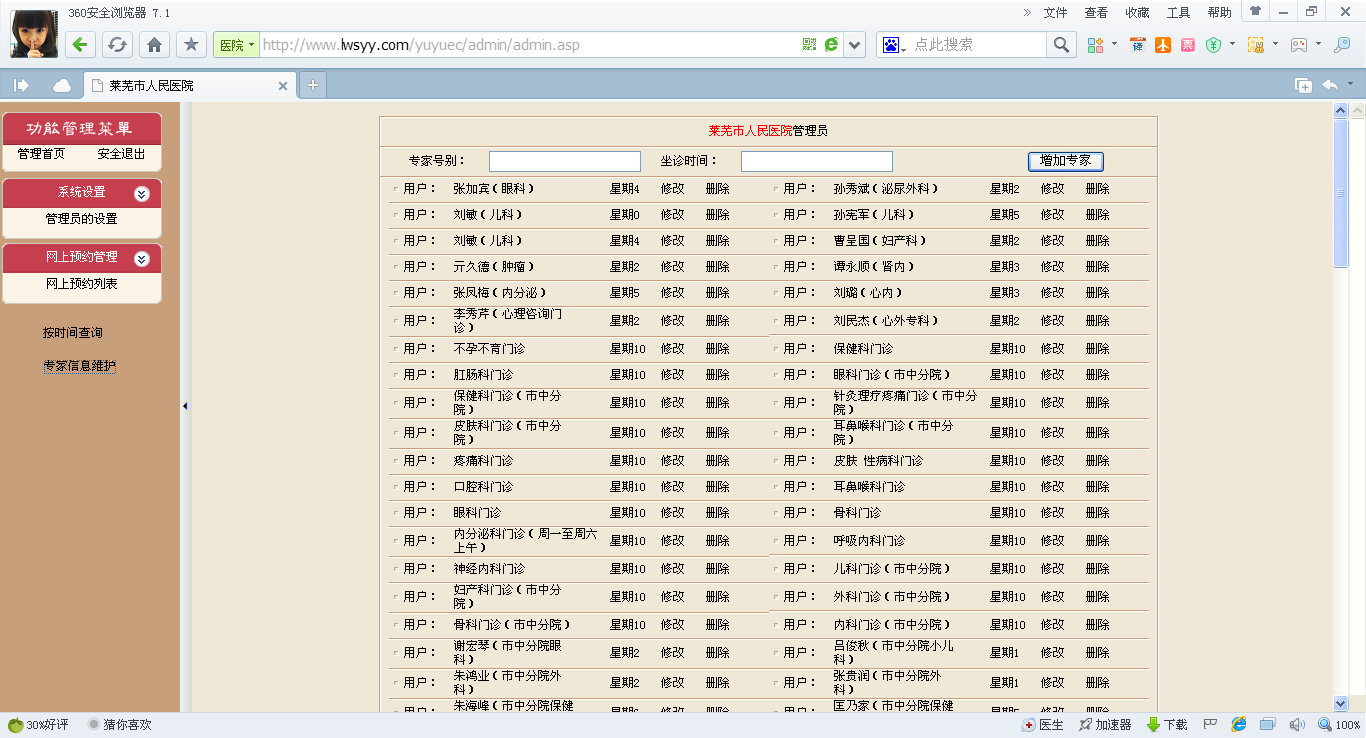 360安全浏览器 7.1
» 文件 查看 收藏 工具 帮助
医院 http://www.lwsyy.com/yuyuec/admin/admin.asp
点此搜索
译
票
莱芜市人民医院
功能管理菜單
管理首页 安全退出
系统设置
管理员的设置
网上预约管理
网上预约列表
按时间查询
专家信息维护
莱芜市人民医院管理员
专家号别： 坐诊时间： 增加专家
用户： 张加宾(眼科) 星期4 修改 删除 用户： 孙秀斌(泌尿外科) 星期2 修改 删除
用户： 刘敏(儿科) 星期0 修改 删除 用户： 孙宪军(儿科) 星期5 修改 删除
用户： 刘敏(儿科) 星期4 修改 删除 用户： 曹呈国(妇产科) 星期2 修改 删除
用户： 亓久德(肿瘤) 星期2 修改 删除 用户： 谭永顺(肾内) 星期3 修改 删除
用户： 张凤梅(内分泌) 星期5 修改 删除 用户： 刘璐(心内) 星期3 修改 删除
用户： 李秀芹(心理咨询门诊) 星期2 修改 删除 用户： 刘民杰(心外专科) 星期2 修改 删除
用户： 不孕不育门诊 星期10 修改 删除 用户： 保健科门诊 星期10 修改 删除
用户： 肛肠科门诊 星期10 修改 删除 用户： 眼科门诊(市中分院) 星期10 修改 删除
用户： 保健科门诊(市中分院) 星期10 修改 删除 用户： 针灸理疗疼痛门诊(市中分院) 星期10 修改 删除
用户： 皮肤科门诊(市中分院) 星期10 修改 删除 用户： 耳鼻喉科门诊(市中分院) 星期10 修改 删除
用户： 疼痛科门诊 星期10 修改 删除 用户： 皮肤 性病科门诊 星期10 修改 删除
用户： 口腔科门诊 星期10 修改 删除 用户： 耳鼻喉科门诊 星期10 修改 删除
用户： 眼科门诊 星期10 修改 删除 用户： 骨科门诊 星期10 修改 删除
用户： 内分泌科门诊(周一至周六上午) 星期10 修改 删除 用户： 呼吸内科门诊 星期10 修改 删除
用户： 神经内科门诊 星期10 修改 删除 用户： 儿科门诊(市中分院) 星期10 修改 删除
用户： 妇产科门诊(市中分院) 星期10 修改 删除 用户： 外科门诊(市中分院) 星期10 修改 删除
用户： 骨科门诊(市中分院) 星期10 修改 删除 用户： 内科门诊(市中分院) 星期10 修改 删除
用户： 谢宏琴(市中分院眼科) 星期2 修改 删除 用户： 吕俊秋(市中分院小儿科) 星期1 修改 删除
用户： 朱鸿业(市中分院外科) 星期2 修改 删除 用户： 张贵润(市中分院外科) 星期1 修改 删除
用户： 朱海峰(市中分院保健 修改 删除 用户： 匡乃家(市中分院保健 修改 删除
30%好评 猜你喜欢 医生 加速器 下载 100%